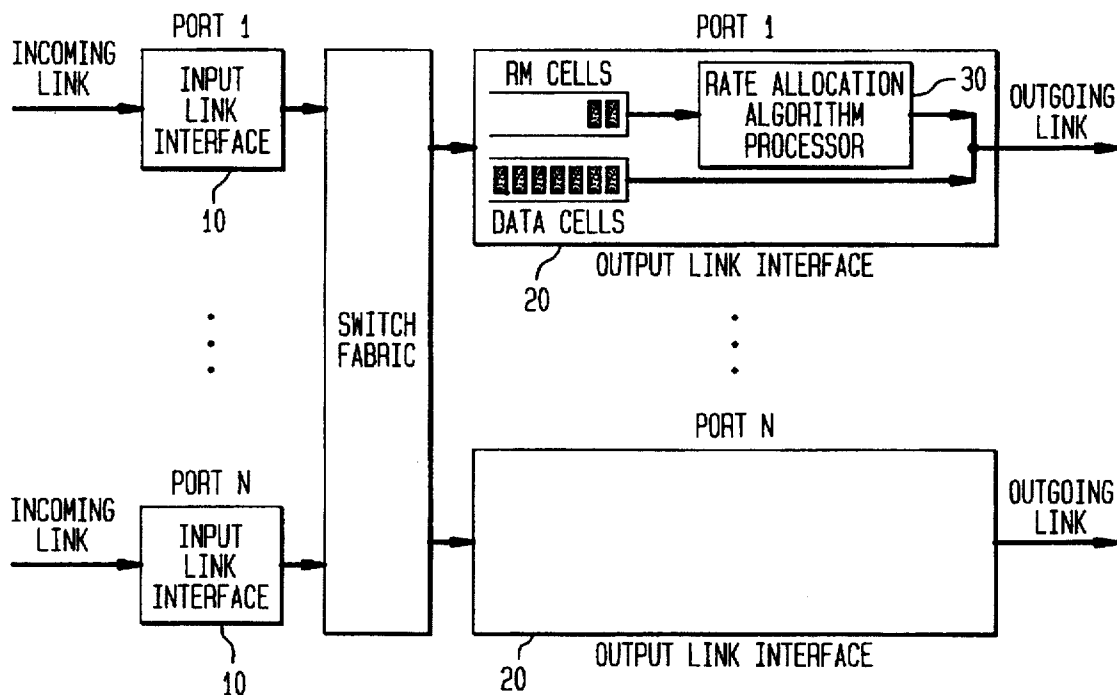 PORT 1
INCOMING
LINK
INPUT
LINK
INTERFACE
10
PORT 1
RM CELLS
RATE ALLOCATION
ALGORITHM
PROCESSOR
30
OUTGOING
LINK
DATA CELLS
20
OUTPUT LINK INTERFACE
SWITCH
FABRIC
PORT N
INCOMING
LINK
INPUT
LINK
INTERFACE
10
PORT N
OUTGOING
LINK
20
OUTPUT LINK INTERFACE